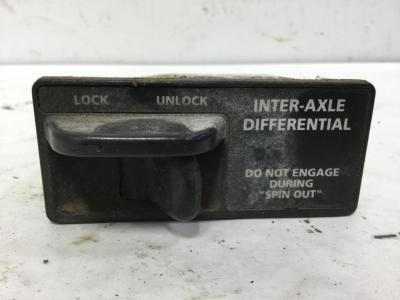 LOCK UNLOCK
INTER-AXLE
DIFFERENTIAL
DO NOT ENGAGE
DURING
"SPIN OUT"